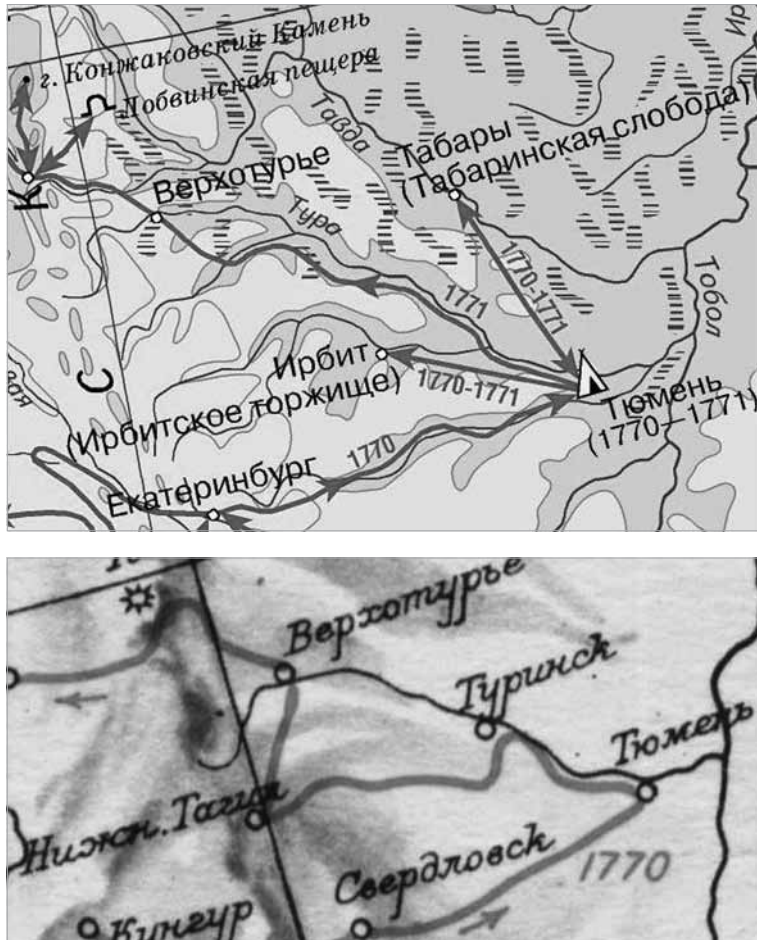 г. Конжаковский Камень
Лобвинская пещера
Тавда
Табары
(Табаринская слобода)
К
Верхотурье
Тура
1770-1771
1771
Тобол
С
Ирбит
(Ирбитское торжище)
1770-1771
Тюмень
(1770—1771)
1770
Екатеринбург
Верхотурье
Туринск
Тюмень
Нижн. Тагил
Свердловск
1770
Кунгур